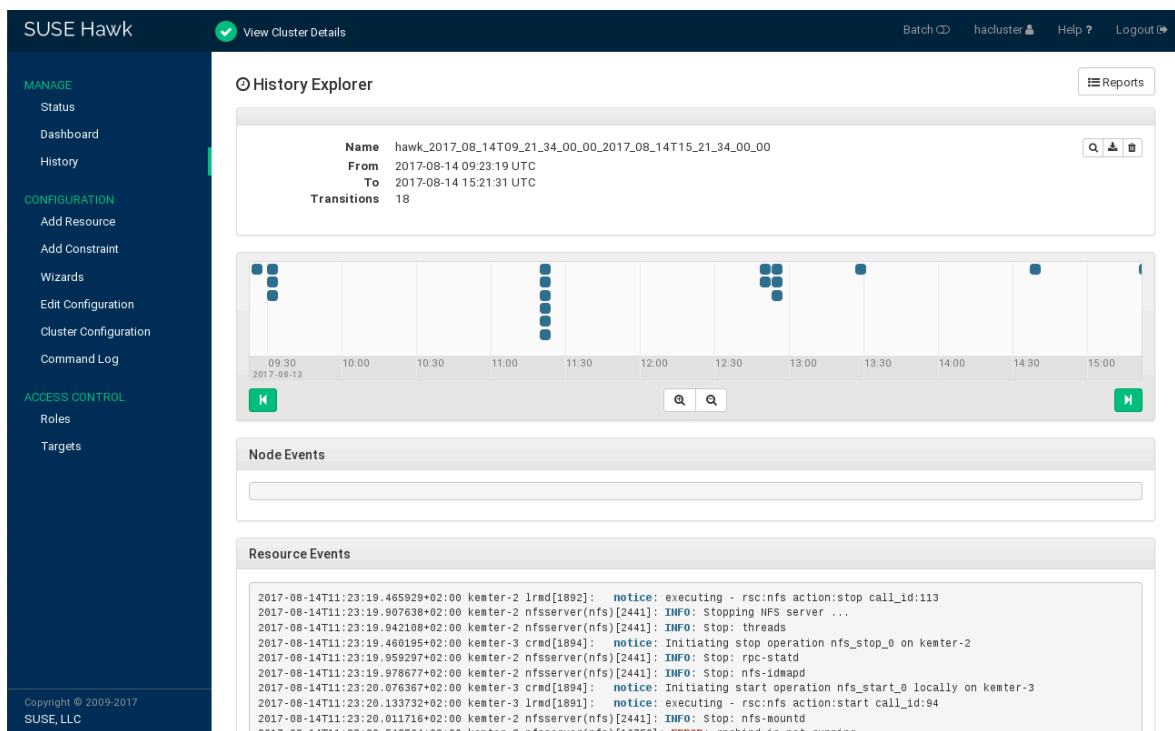 SUSE Hawk
View Cluster Details
Batch
hacluster
Help ?
Logout
MANAGE
Status
Dashboard
History
CONFIGURATION
Add Resource
Add Constraint
Wizards
Edit Configuration
Cluster Configuration
Command Log
ACCESS CONTROL
Roles
Targets
Copyright © 2009-2017
SUSE, LLC
History Explorer
Reports
Name hawk_2017_08_14T09_21_34_00_00_2017_08_14T15_21_34_00_00
From 2017-08-14 09:23:19 UTC
To 2017-08-14 15:21:31 UTC
Transitions 18
09:30 10:00 10:30 11:00 11:30 12:00 12:30 13:00 13:30 14:00 14:30 15:00
2017-08-13
Node Events
Resource Events
2017-08-14T11:23:19.465929+02:00 kemter-2 lrmd[1892]: notice: executing - rsc:nfs action:stop call_id:113
2017-08-14T11:23:19.907638+02:00 kemter-2 nfsserver(nfs)[2441]: INFO: Stopping NFS server ...
2017-08-14T11:23:19.942108+02:00 kemter-2 nfsserver(nfs)[2441]: INFO: Stop: threads
2017-08-14T11:23:19.460195+02:00 kemter-3 crmd[1894]: notice: Initiating stop operation nfs_stop_0 on kemter-2
2017-08-14T11:23:19.959297+02:00 kemter-2 nfsserver(nfs)[2441]: INFO: Stop: rpc-statd
2017-08-14T11:23:19.978677+02:00 kemter-2 nfsserver(nfs)[2441]: INFO: Stop: nfs-idmapd
2017-08-14T11:23:20.076367+02:00 kemter-3 crmd[1894]: notice: Initiating start operation nfs_start_0 locally on kemter-3
2017-08-14T11:23:20.133732+02:00 kemter-3 lrmd[1891]: notice: executing - rsc:nfs action:start call_id:94
2017-08-14T11:23:20.011716+02:00 kemter-2 nfsserver(nfs)[2441]: INFO: Stop: nfs-mountd